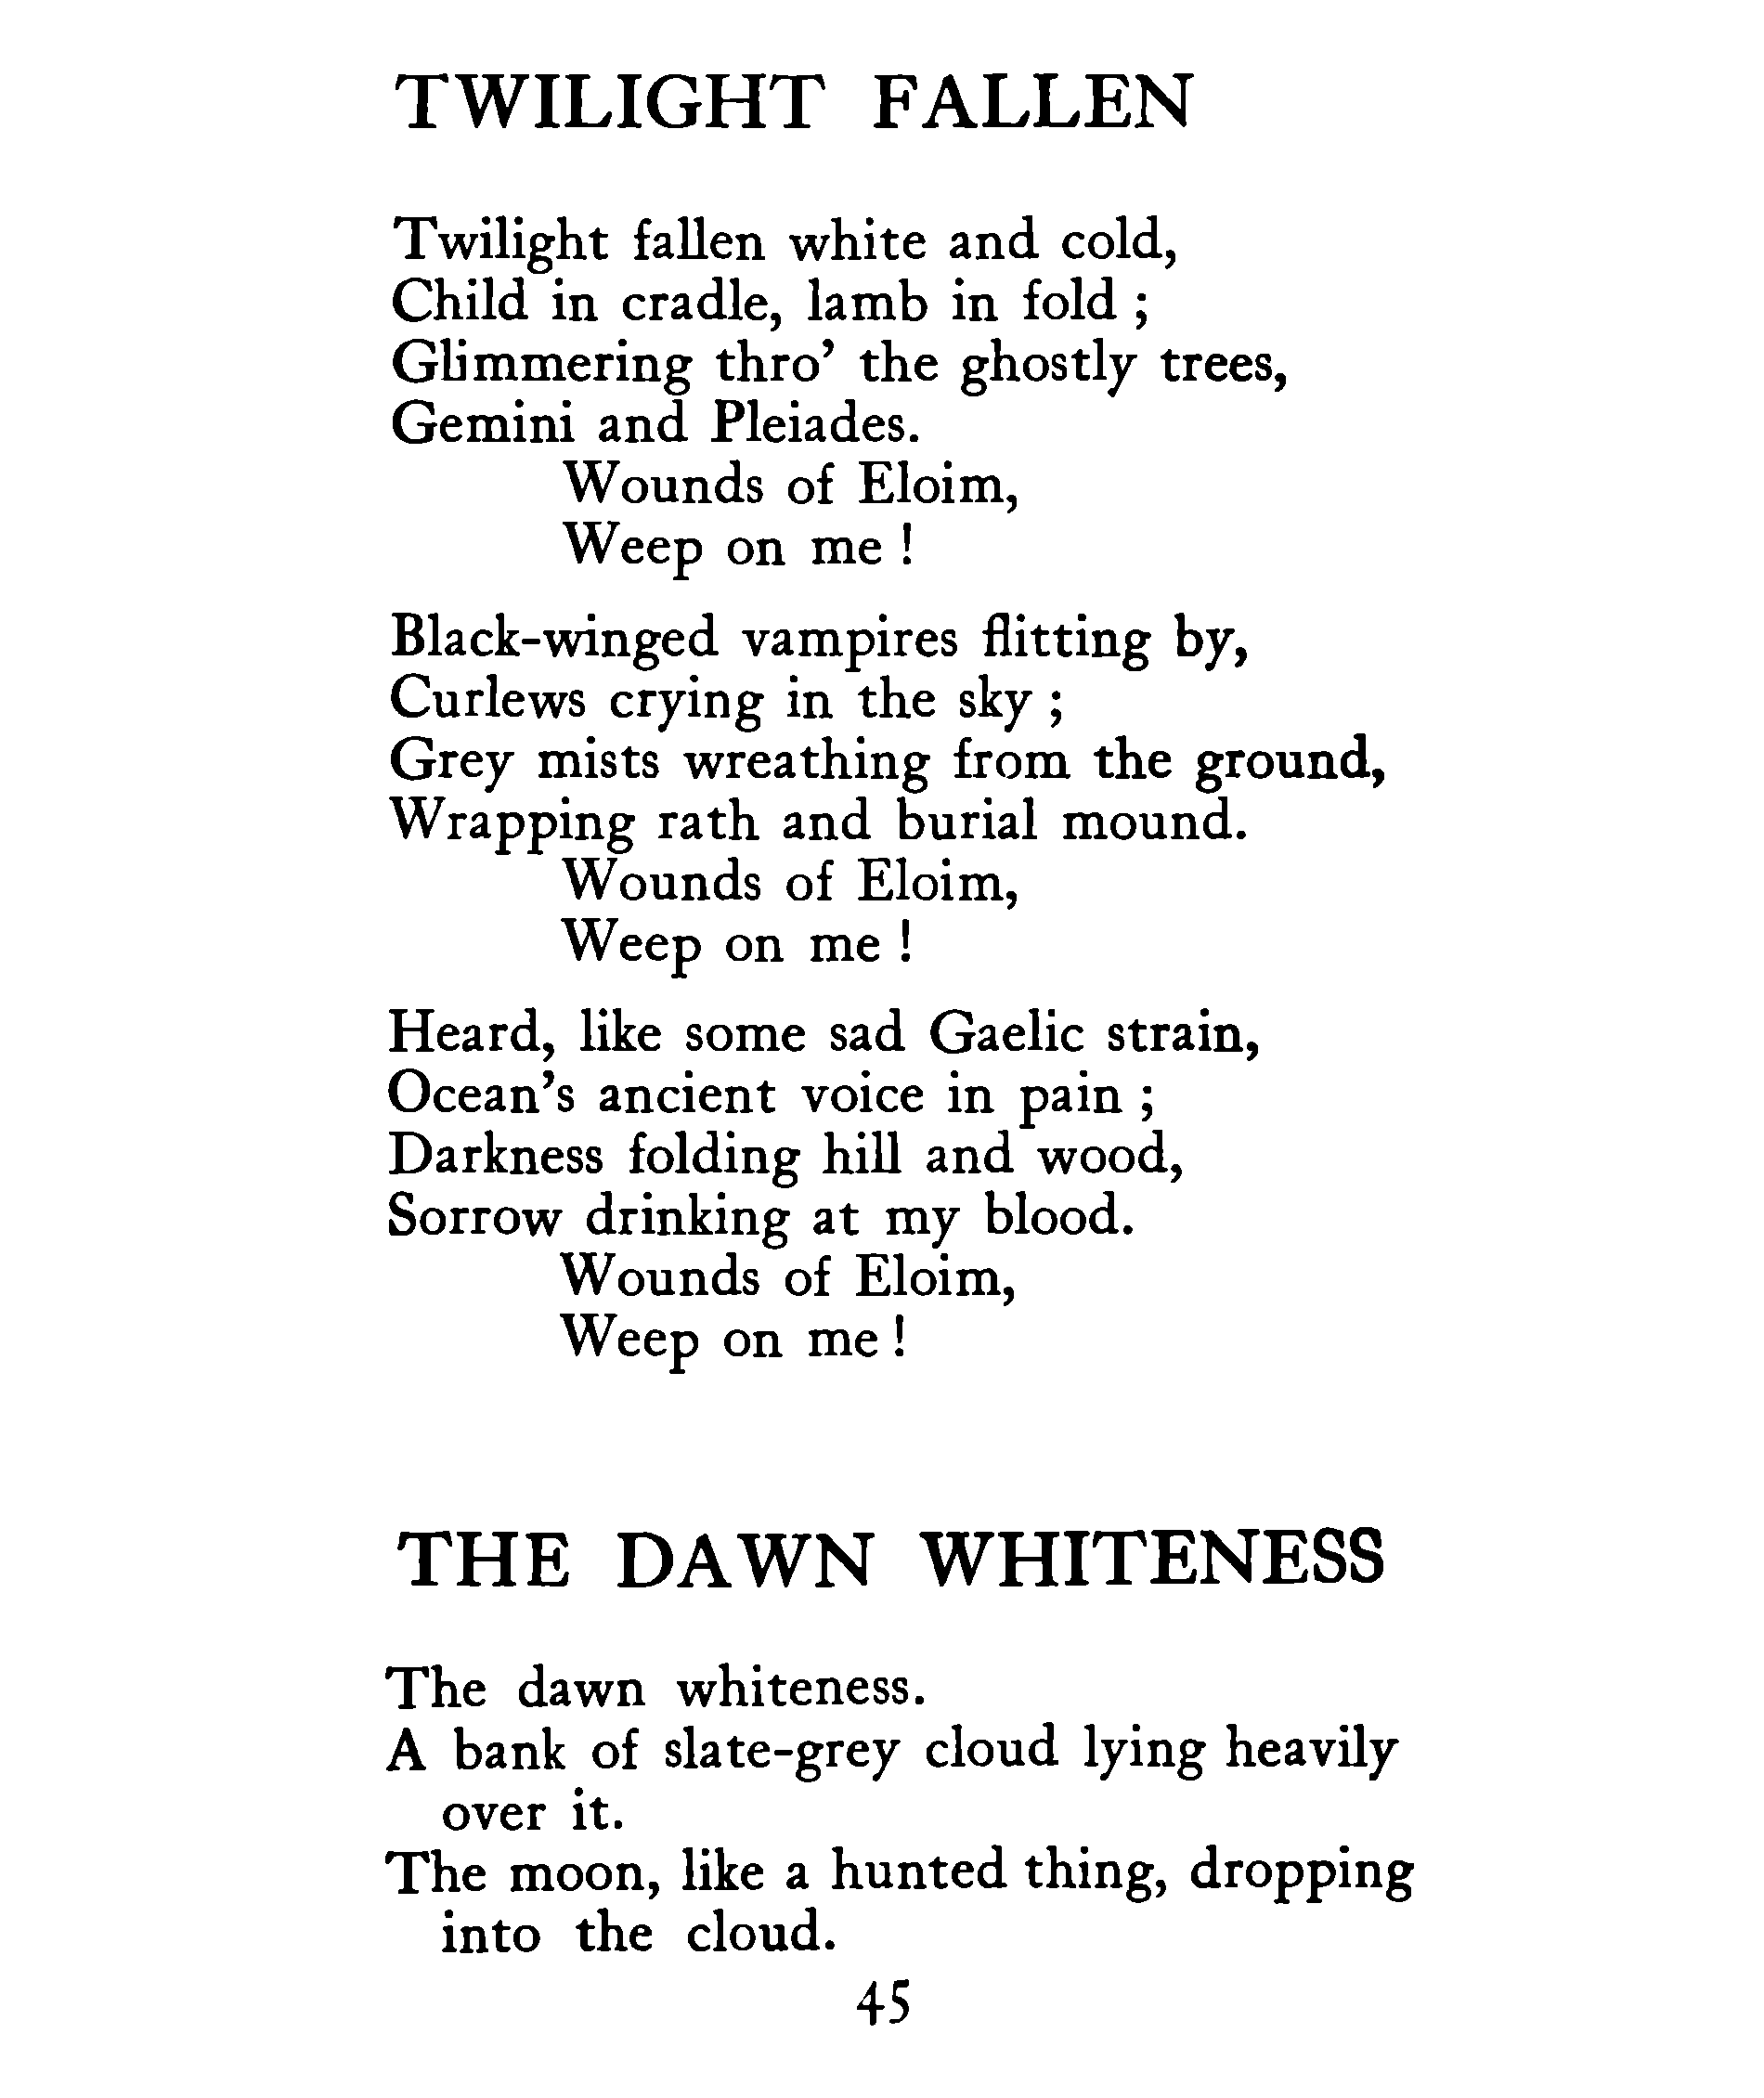 TWILIGHT FALLEN
Twilight fallen white and cold,
Child in cradle, lamb in fold ;
Glimmering thro' the ghostly trees,
Gemini and Pleiades.
Wounds of Eloim,
Weep on me !
Black-winged vampires flitting by,
Curlews crying in the sky ;
Grey mists wreathing from the ground,
Wrapping rath and burial mound.
Wounds of Eloim,
Weep on me !
Heard, like some sad Gaelic strain,
Ocean's ancient voice in pain ;
Darkness folding hill and wood,
Sorrow drinking at my blood.
Wounds of Eloim,
Weep on me !
THE DAWN WHITENESS
The dawn whiteness.
A bank of slate-grey cloud lying heavily
over it.
The moon, like a hunted thing, dropping
into the cloud.
45